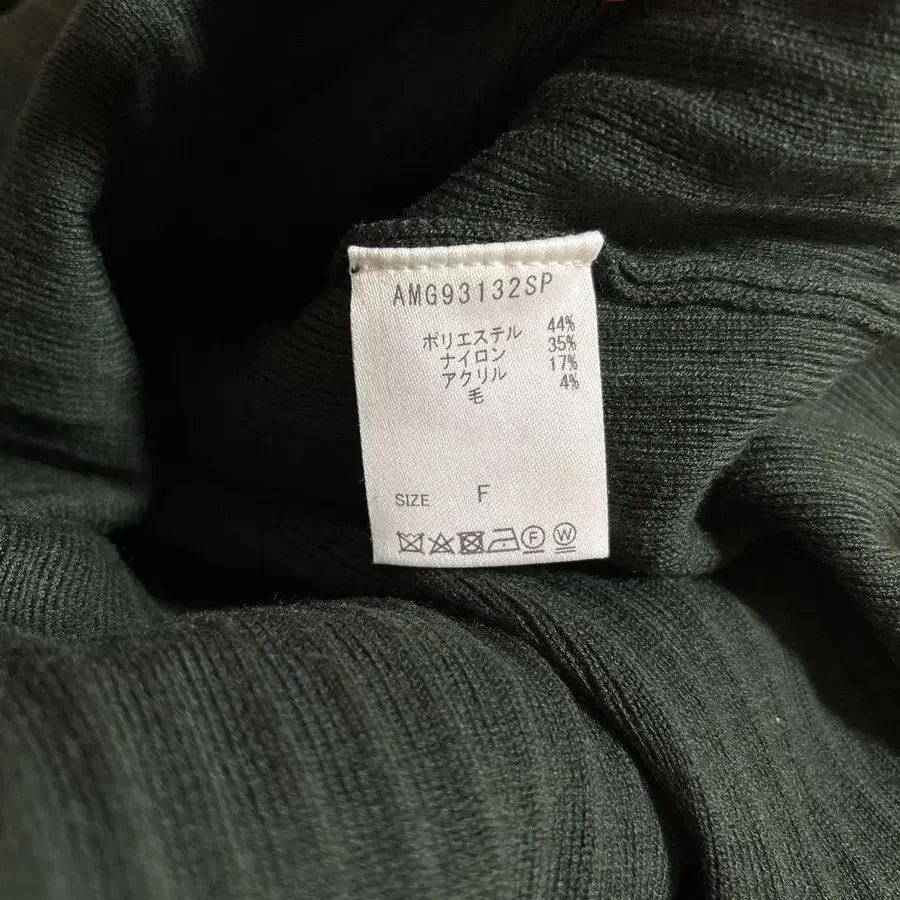 AMG93132SP
ポリエステル 44%
ナイロン 35%
アクリル 17%
毛 4%
SIZE F
F W